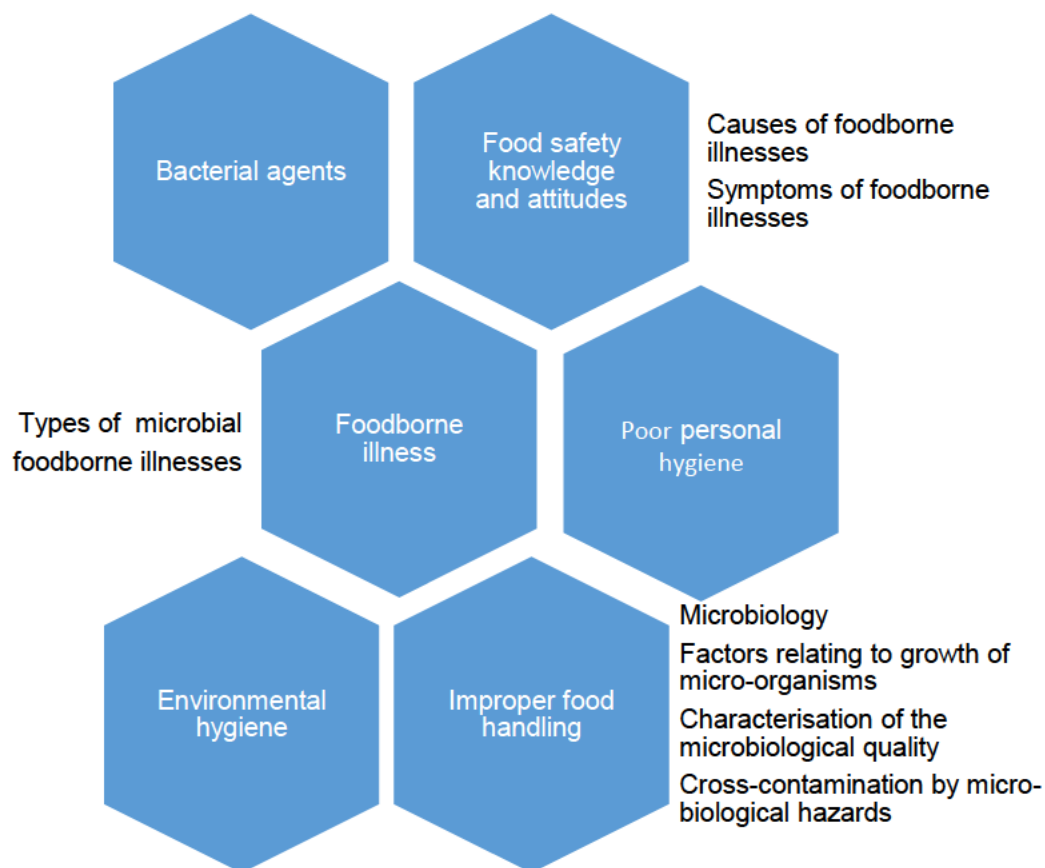 Bacterial agents
Food safety
knowledge
and attitudes
Causes of foodborne
illnesses
Symptoms of foodborne
illnesses
Types of microbial
foodborne illnesses
Foodborne
illness
Poor personal
hygiene
Environmental
hygiene
Improper food
handling
Microbiology
Factors relating to growth of
micro-organisms
Characterisation of the
microbiological quality
Cross-contamination by micro-
biological hazards